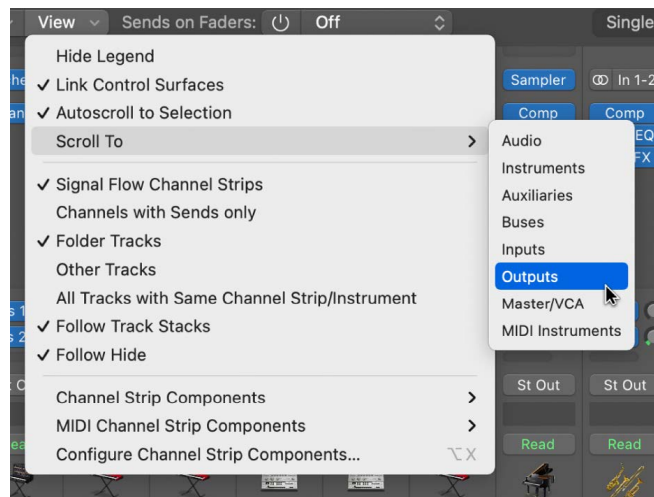 View Sends on Faders: Off Single
Hide Legend
✓ Link Control Surfaces
✓ Autoscroll to Selection
Scroll To >
✓ Signal Flow Channel Strips
Channels with Sends only
✓ Folder Tracks
Other Tracks
All Tracks with Same Channel Strip/Instrument
✓ Follow Track Stacks
✓ Follow Hide
Channel Strip Components >
MIDI Channel Strip Components >
Configure Channel Strip Components... ⌥X
Audio
Instruments
Auxiliaries
Buses
Inputs
Outputs
Master/VCA
MIDI Instruments
Sampler In 1-2
Comp Comp
EQ
FX
St Out St Out
Read Read